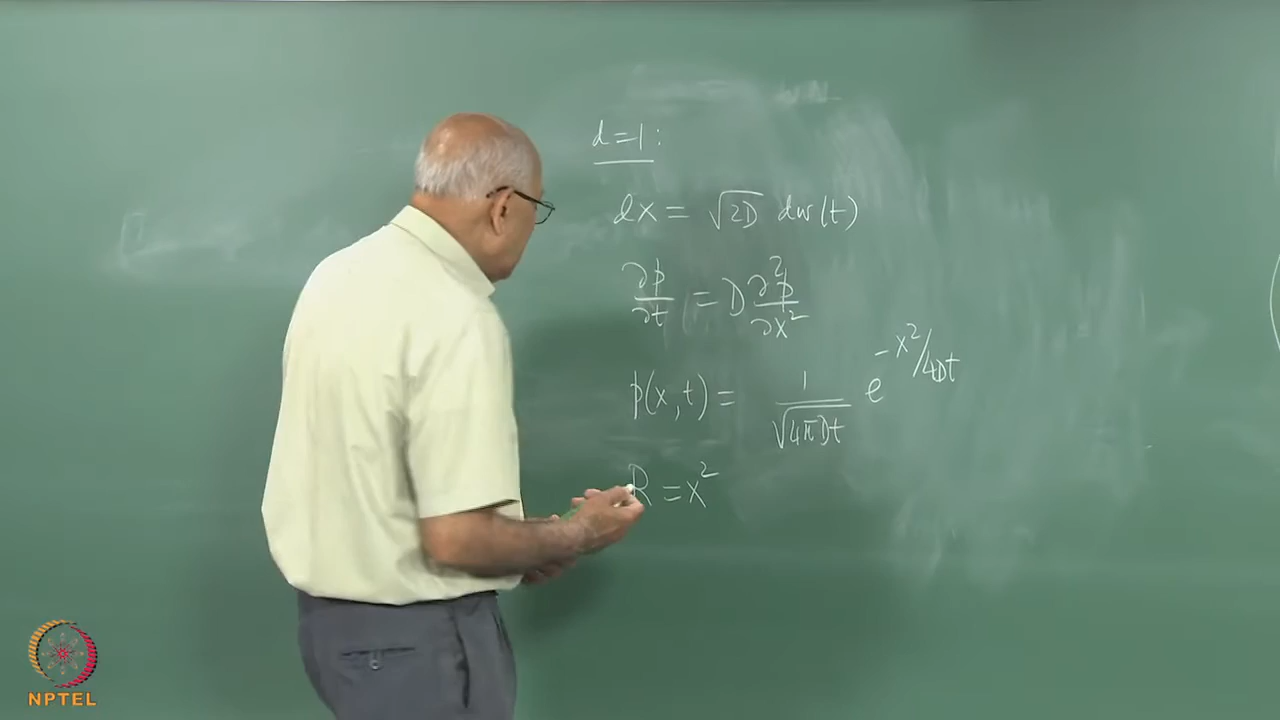 d=1:
dX = √2D dw(t)
∂p/∂t = D ∂²p/∂x²
p(x,t) = 1/√4πDt e^-x²/4Dt
R = x²
NPTEL